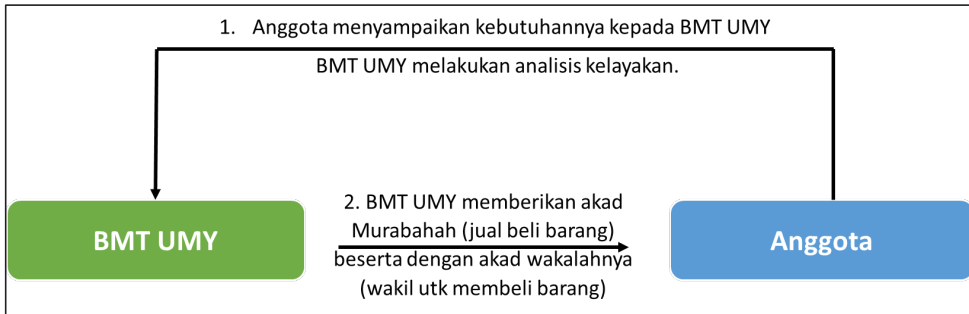 1. Anggota menyampaikan kebutuhannya kepada BMT UMY
BMT UMY melakukan analisis kelayakan.
BMT UMY
2. BMT UMY memberikan akad
Murabahah (jual beli barang)
beserta dengan akad wakalahnya
(wakil utk membeli barang)
Anggota